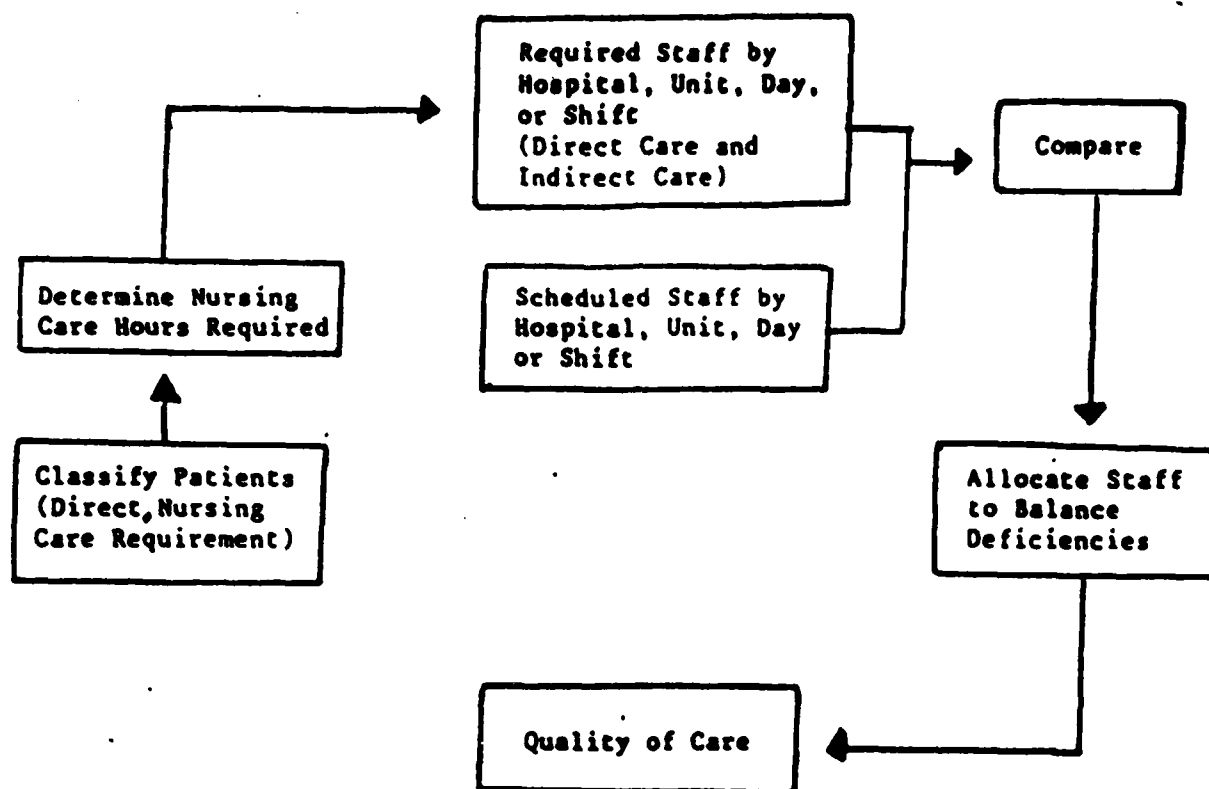 Required Staff by
Hospital, Unit, Day,
or Shift
(Direct Care and
Indirect Care)
Compare
Determine Nursing
Care Hours Required
Scheduled Staff by
Hospital, Unit, Day
or Shift
Classify Patients
(Direct, Nursing
Care Requirement)
Allocate Staff
to Balance
Deficiencies
Quality of Care